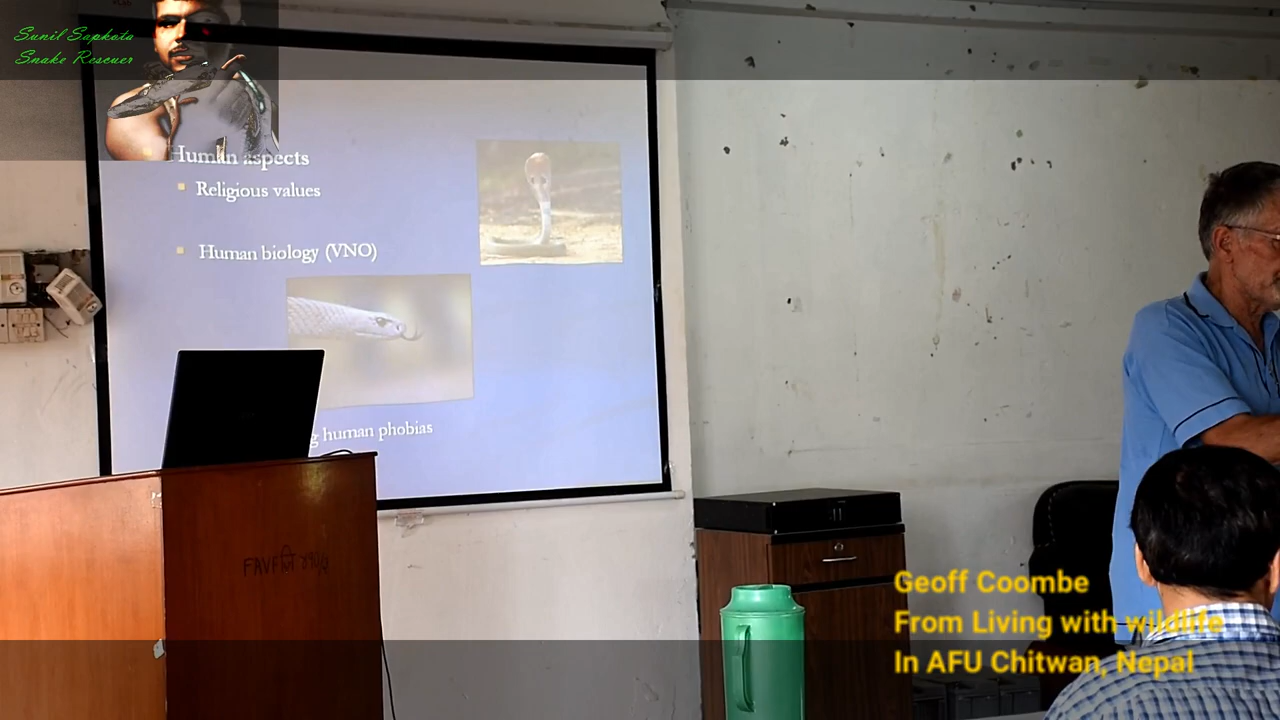 Sunil Sapkota
Snake Rescuer
Human aspects
Religious values
Human biology (VNO)
human phobias
Geoff Coombe
From Living with wildlife
In AFU Chitwan, Nepal